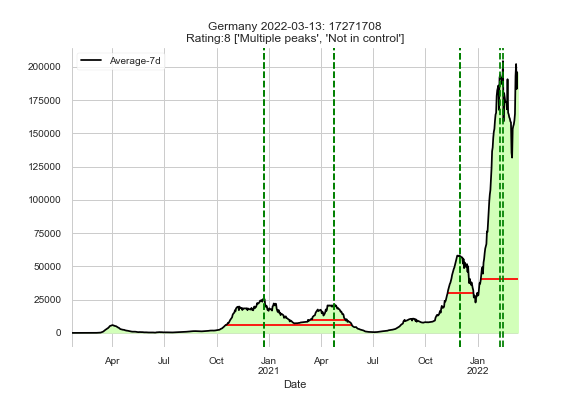 Germany 2022-03-13: 17271708
Rating:8 ['Multiple peaks', 'Not in control']
Average-7d
200000
175000
150000
125000
100000
75000
50000
25000
0
Apr Jul Oct Jan Apr Jul Oct Jan
2021 2022
Date